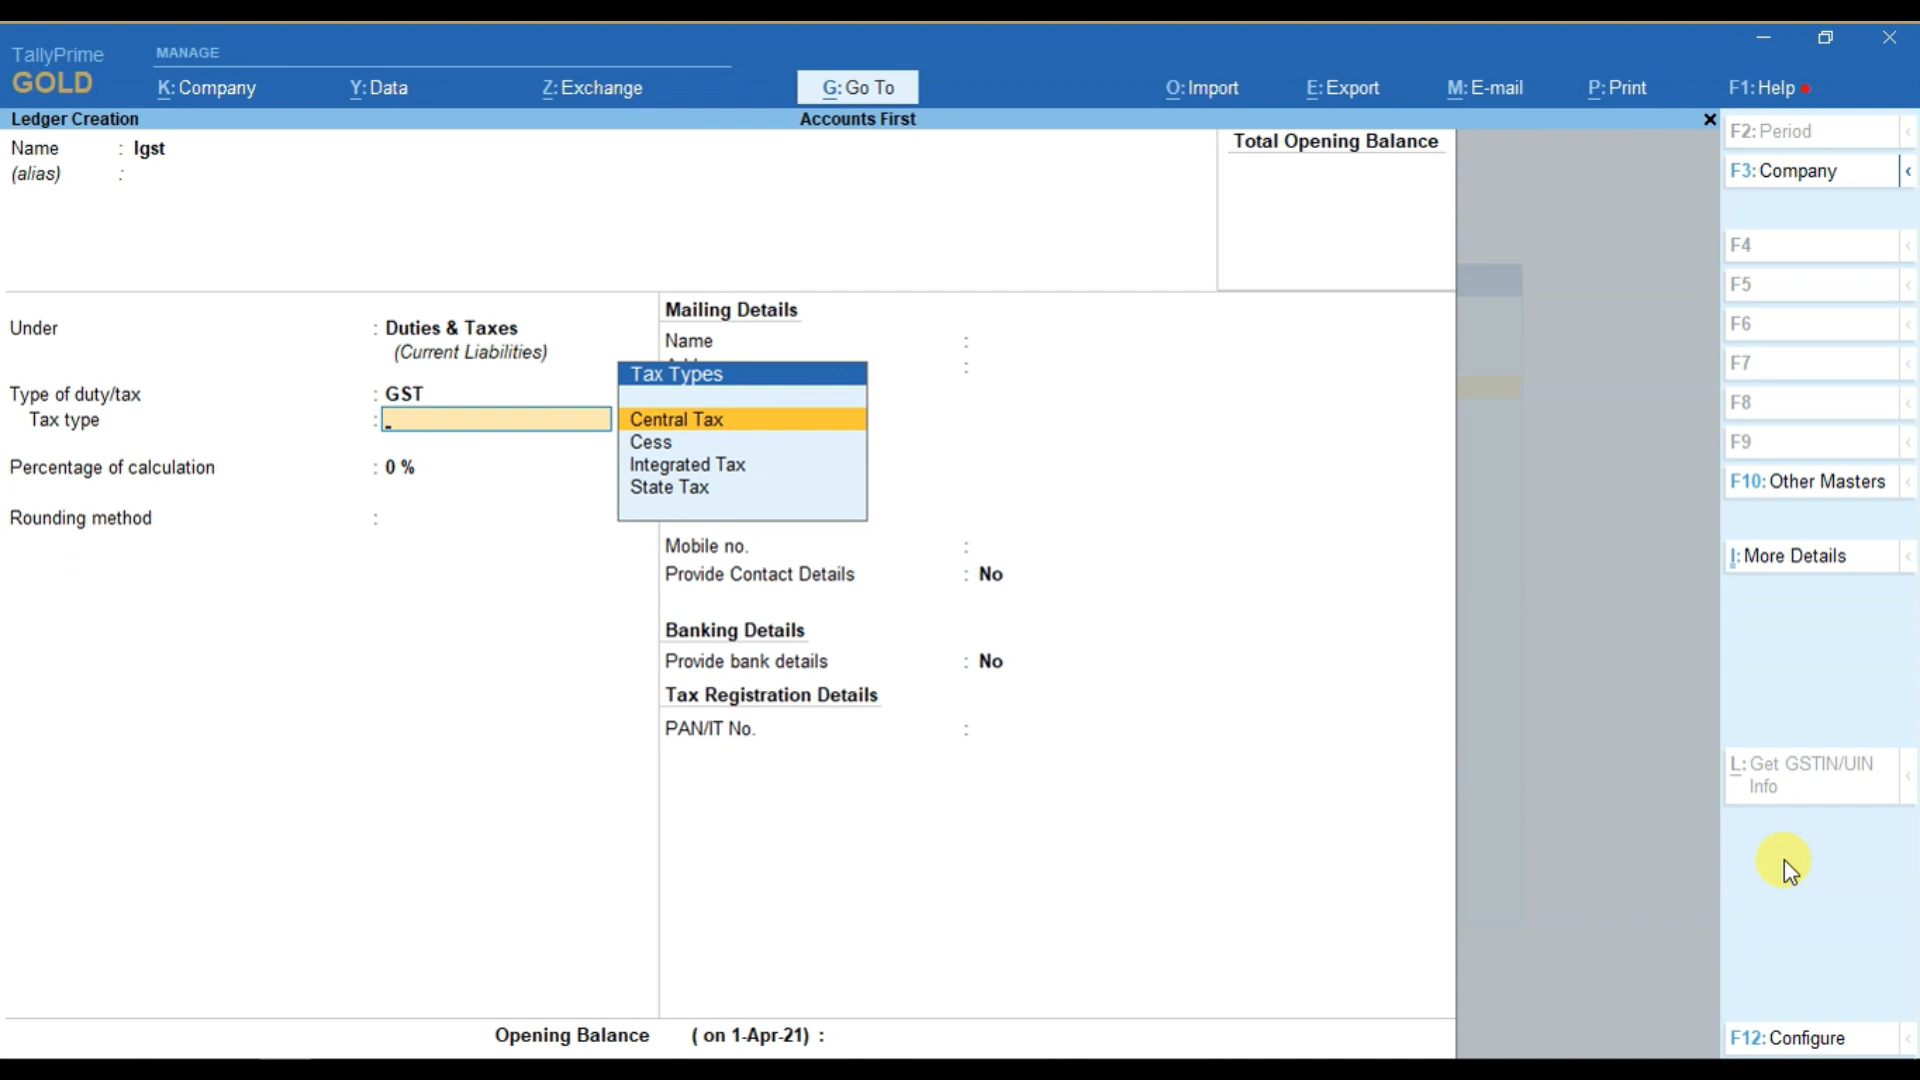 TallyPrime
GOLD
MANAGE
K: Company
Y: Data
Z: Exchange
G: Go To
O: Import
E: Export
M: E-mail
P: Print
F1: Help
Ledger Creation
Accounts First
Name : Igst
(alias) :
Total Opening Balance
Under : Duties & Taxes
(Current Liabilities)
Type of duty/tax : GST
Tax type :
Percentage of calculation : 0 %
Rounding method :
Tax Types
Central Tax
Cess
Integrated Tax
State Tax
Mailing Details
Name :
:
Mobile no. :
Provide Contact Details : No
Banking Details
Provide bank details : No
Tax Registration Details
PAN/IT No. :
Opening Balance ( on 1-Apr-21) :
F2: Period
F3: Company
F4
F5
F6
F7
F8
F9
F10: Other Masters
I: More Details
L: Get GSTIN/UIN
Info
F12: Configure